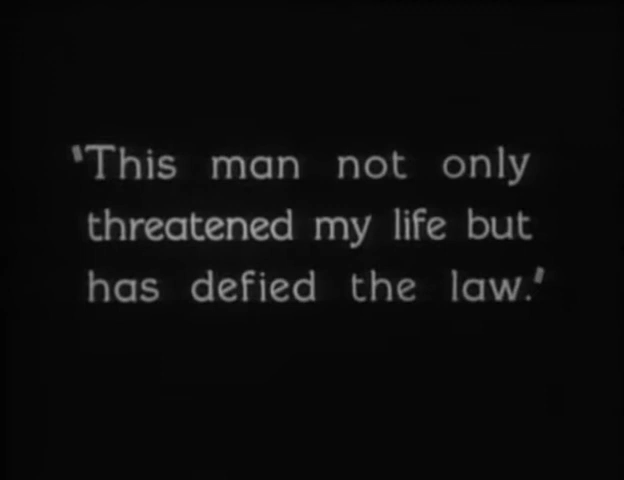 "This man not only
threatened my life but
has defied the law."